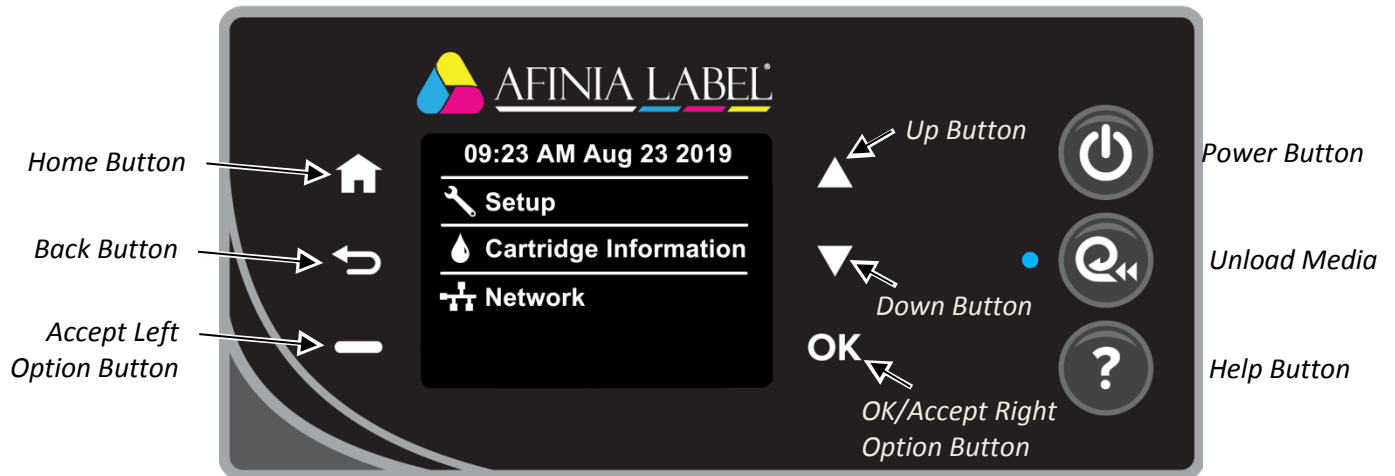 AFINIA LABEL®
Up Button
Home Button
09:23 AM Aug 23 2019
Power Button
Setup
Back Button
Cartridge Information
Unload Media
Network
Down Button
Accept Left
Option Button
OK
?
Help Button
OK/Accept Right
Option Button